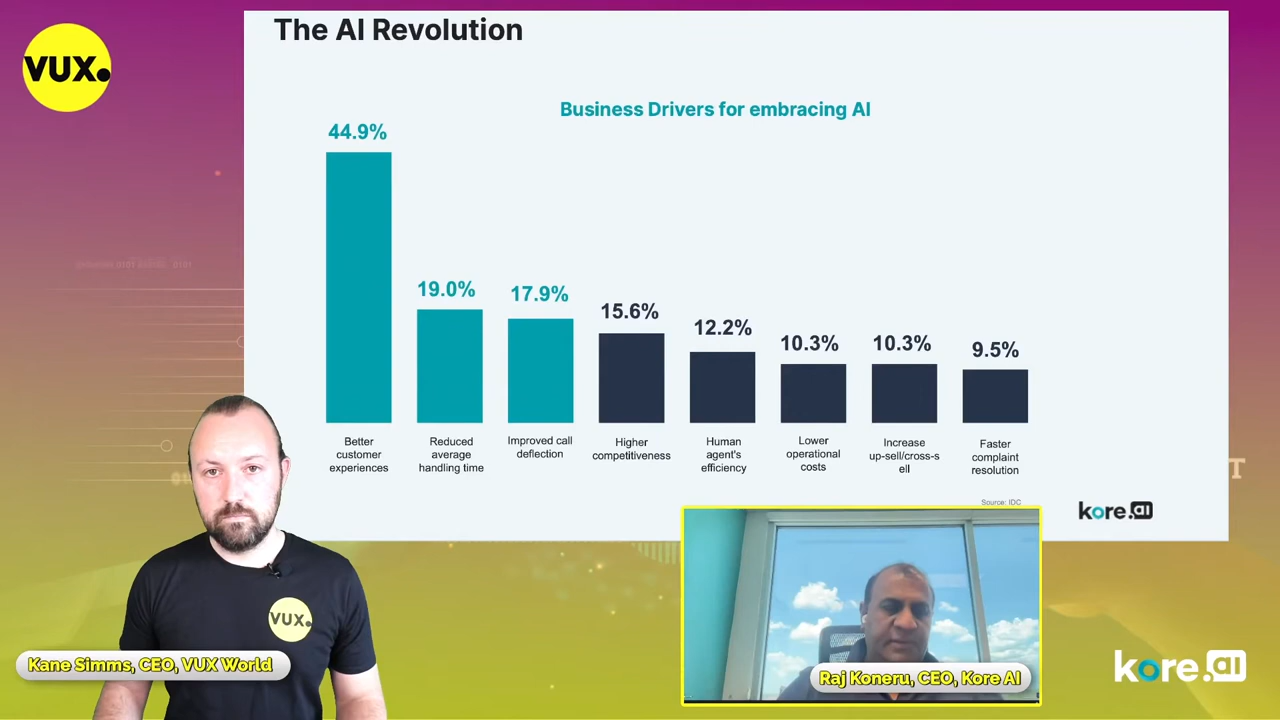 The AI Revolution
VUX.
Business Drivers for embracing AI
44.9%
19.0%
17.9%
15.6%
12.2%
10.3%
10.3%
9.5%
Better
customer
experiences
Reduced
average
handling time
Improved call
deflection
Higher
competitiveness
Human
agent's
efficiency
Lower
operational
costs
Increase
up-sell/cross-s
ell
Faster
complaint
resolution
Source: IDC
kore.ai
VUX.
Kane Simms, CEO, VUX World
Raj Koneru, CEO, Kore AI
kore.ai